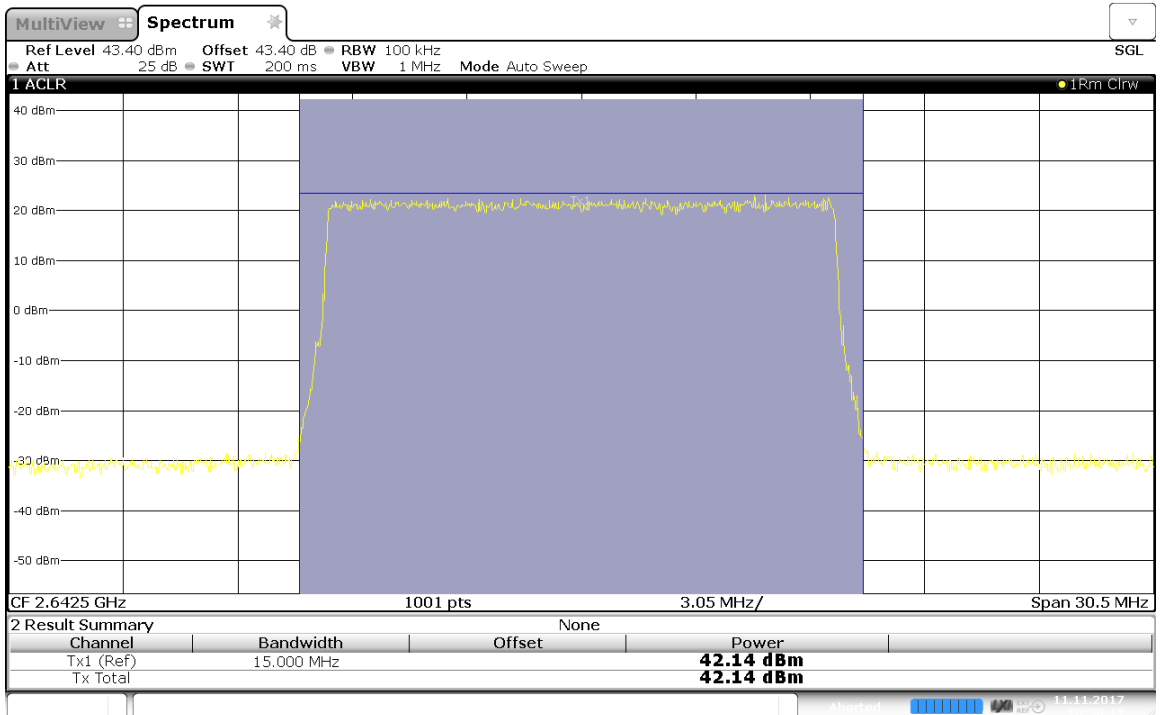 MultiView Spectrum
Ref Level 43.40 dBm Offset 43.40 dB RBW 100 kHz SGL
Att 25 dB SWT 200 ms VBW 1 MHz Mode Auto Sweep
1 ACLR 1Rm Clrw
40 dBm
30 dBm
Tx1
20 dBm
10 dBm
0 dBm
-10 dBm
-20 dBm
-30 dBm
-40 dBm
-50 dBm
CF 2.6425 GHz 1001 pts 3.05 MHz/ Span 30.5 MHz
2 Result Summary None
Channel Bandwidth Offset Power
Tx1 (Ref) 15.000 MHz 42.14 dBm
Tx Total 42.14 dBm
Aborted LXI 11.11.2017